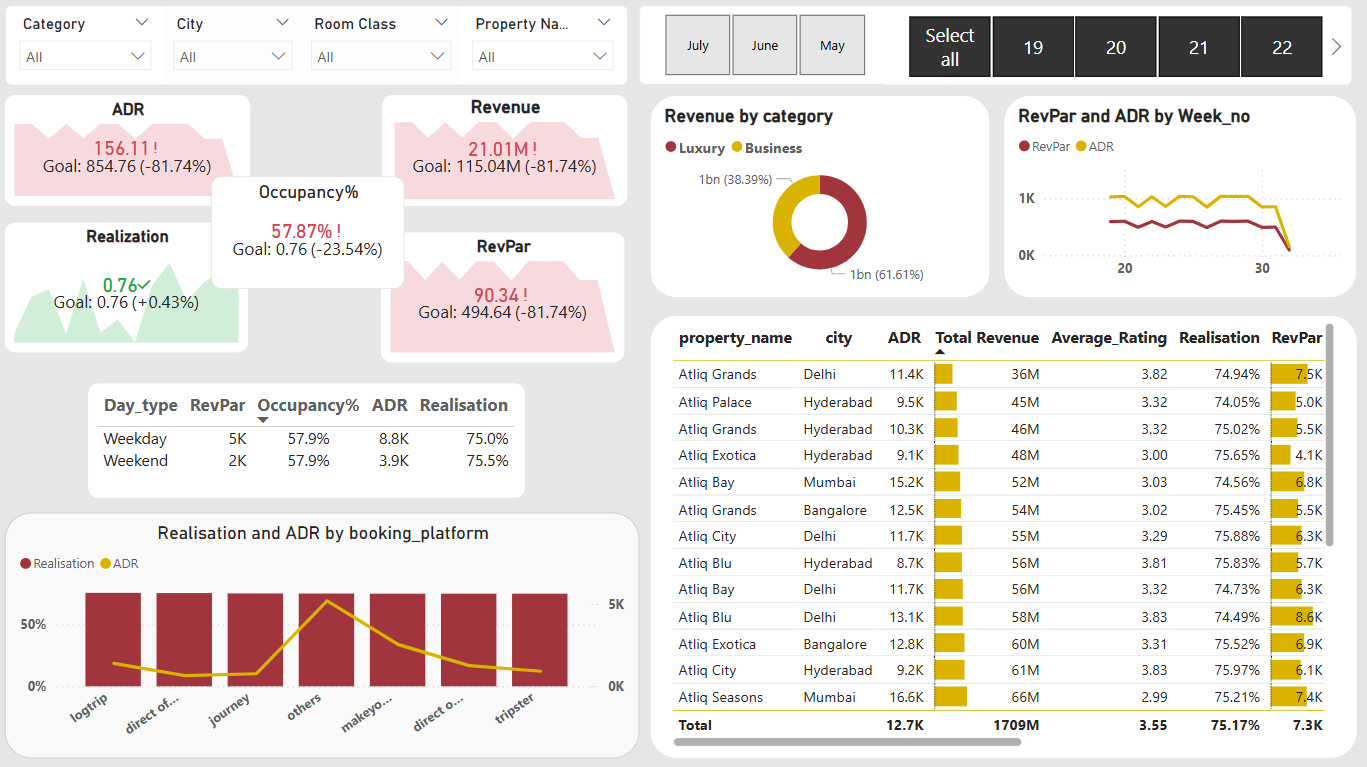 Category
All
City
All
Room Class
All
Property Na...
All
July
June
May
Select all
19
20
21
22
ADR
156.11!
Goal: 854.76 (-81.74%)
Revenue
21.01M!
Goal: 115.04M (-81.74%)
Occupancy%
57.87%!
Goal: 0.76 (-23.54%)
Realization
0.76✓
Goal: 0.76 (+0.43%)
RevPar
90.34!
Goal: 494.64 (-81.74%)
Day_type RevPar Occupancy% ADR Realisation
Weekday 5K 57.9% 8.8K 75.0%
Weekend 2K 57.9% 3.9K 75.5%
Realisation and ADR by booking_platform
Realisation ADR
50%
0%
5K
0K
logtrip
direct of...
journey
others
makeyo...
direct o...
tripster
Revenue by category
Luxury Business
1bn (38.39%)
1bn (61.61%)
RevPar and ADR by Week_no
RevPar ADR
1K
0K
20 30
property_name city ADR Total Revenue Average_Rating Realisation RevPar
Atliq Grands Delhi 11.4K 36M 3.82 74.94% 7.5K
Atliq Palace Hyderabad 9.5K 45M 3.32 74.05% 5.0K
Atliq Grands Hyderabad 10.3K 46M 3.32 75.02% 5.5K
Atliq Exotica Hyderabad 9.1K 48M 3.00 75.65% 4.1K
Atliq Bay Mumbai 15.2K 52M 3.03 74.56% 6.8K
Atliq Grands Bangalore 12.5K 54M 3.02 75.45% 5.5K
Atliq City Delhi 11.7K 55M 3.29 75.88% 6.3K
Atliq Blu Hyderabad 8.7K 56M 3.81 75.83% 5.7K
Atliq Bay Delhi 11.7K 56M 3.32 74.73% 6.3K
Atliq Blu Delhi 13.1K 58M 3.83 74.49% 8.6K
Atliq Exotica Bangalore 12.8K 60M 3.31 75.52% 6.9K
Atliq City Hyderabad 9.2K 61M 3.83 75.97% 6.1K
Atliq Seasons Mumbai 16.6K 66M 2.99 75.21% 7.4K
Total 12.7K 1709M 3.55 75.17% 7.3K